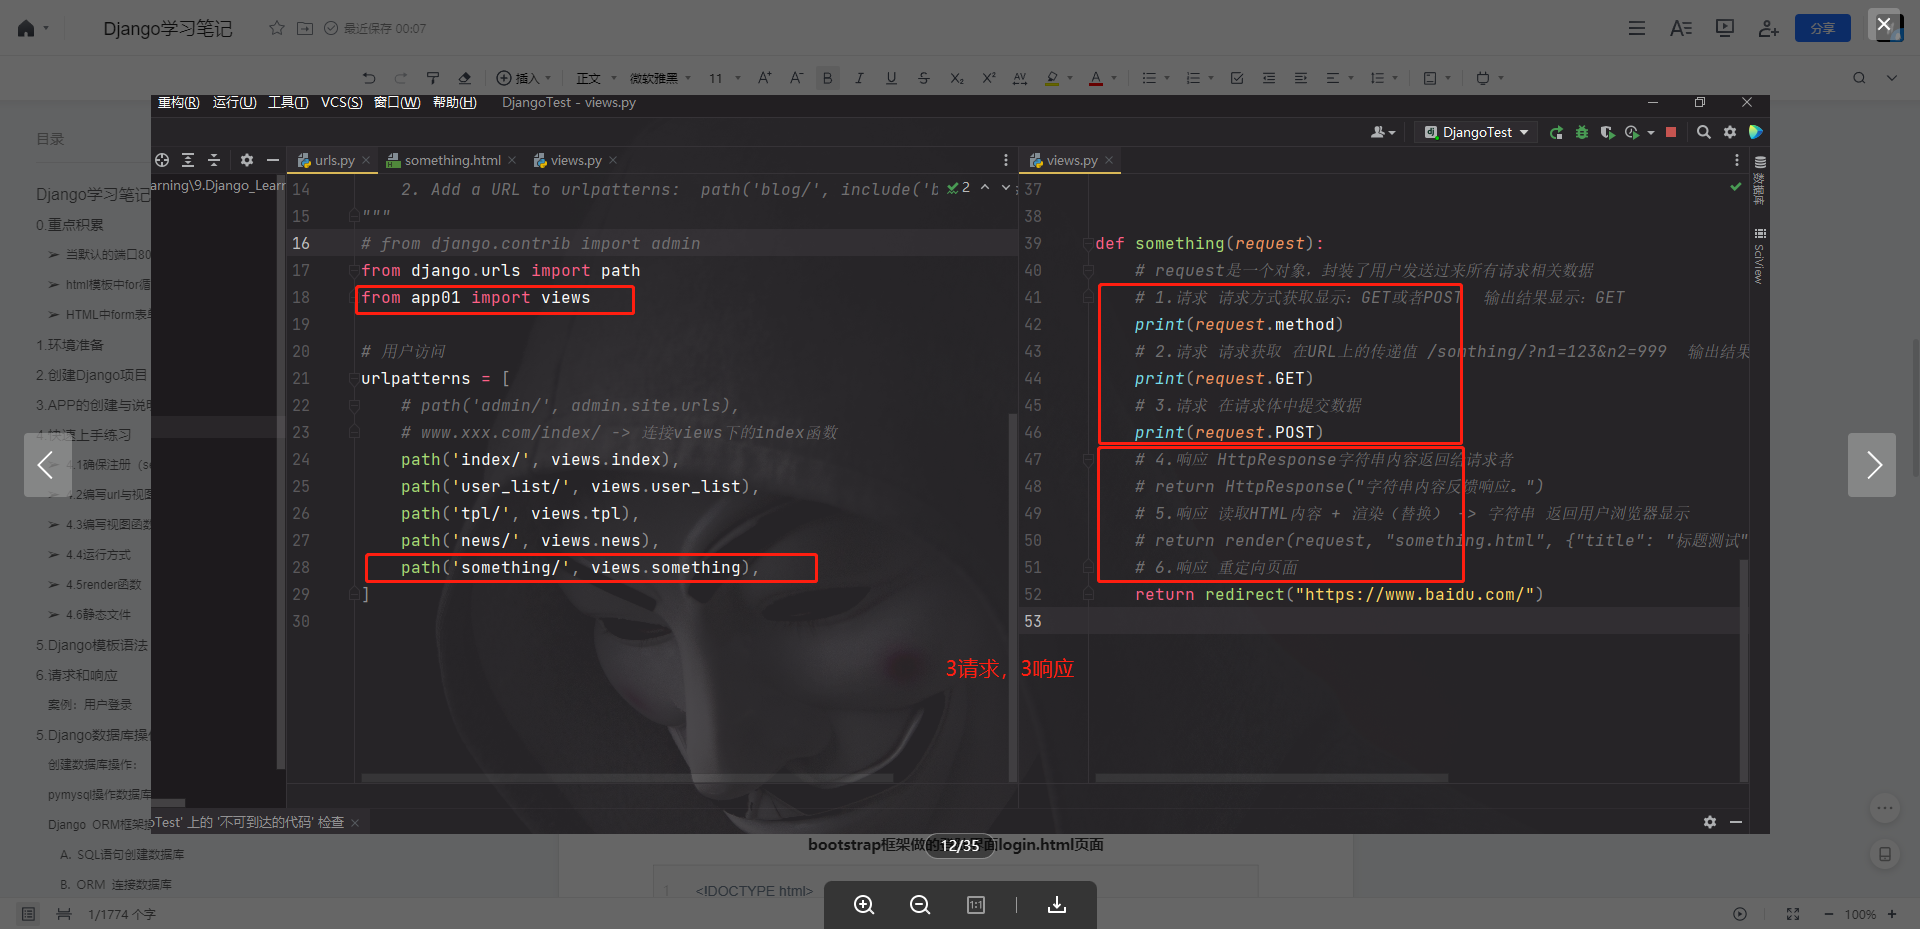 Django学习笔记
最近保存 00:07
分享
插入
正文
微软雅黑
11
目录
Django学习笔记
0.重点积累
当默认的端口80
html模板中for循
HTML中form表单
1.环境准备
2.创建Django项目
3.APP的创建与说明
4.快速上手练习
4.1确保注册（se
4.2编写url与视图
4.3编写视图函数
4.4运行方式
4.5render函数
4.6静态文件
5.Django模板语法
6.请求和响应
案例：用户登录
5.Django数据库操作
创建数据库操作：
pymysql操作数据库
Django ORM框架操
A. SQL语句创建数据库
B. ORM 连接数据库
1/1774 个字
重构(R) 运行(U) 工具(T) VCS(S) 窗口(W) 帮助(H) DjangoTest - views.py
DjangoTest
arning\9.Django_Learn
urls.py
something.html
views.py
14 2. Add a URL to urlpatterns: path('blog/', include('b
2
15 """
16 # from django.contrib import admin
17 from django.urls import path
18 from app01 import views
19
20 # 用户访问
21 urlpatterns = [
22 # path('admin/', admin.site.urls),
23 # www.xxx.com/index/ -> 连接views下的index函数
24 path('index/', views.index),
25 path('user_list/', views.user_list),
26 path('tpl/', views.tpl),
27 path('news/', views.news),
28 path('something/', views.something),
29 ]
30
views.py
37
38
39 def something(request):
40 # request是一个对象，封装了用户发送过来所有请求相关数据
41 # 1.请求 请求方式获取显示：GET或者POST 输出结果显示：GET
42 print(request.method)
43 # 2.请求 请求获取 在URL上的传递值 /somthing/?n1=123&n2=999 输出结果
44 print(request.GET)
45 # 3.请求 在请求体中提交数据
46 print(request.POST)
47 # 4.响应 HttpResponse字符串内容返回给请求者
48 # return HttpResponse("字符串内容反馈响应。")
49 # 5.响应 读取HTML内容 + 渲染（替换） -> 字符串 返回用户浏览器显示
50 # return render(request, "something.html", {"title": "标题测试"
51 # 6.响应 重定向页面
52 return redirect("https://www.baidu.com/")
53
数据库
SciView
3请求，3响应
oTest' 上的 '不可到达的代码' 检查
bootstrap框架做的
界面login.html页面
12/35
1 <!DOCTYPE html>
1:1
100%